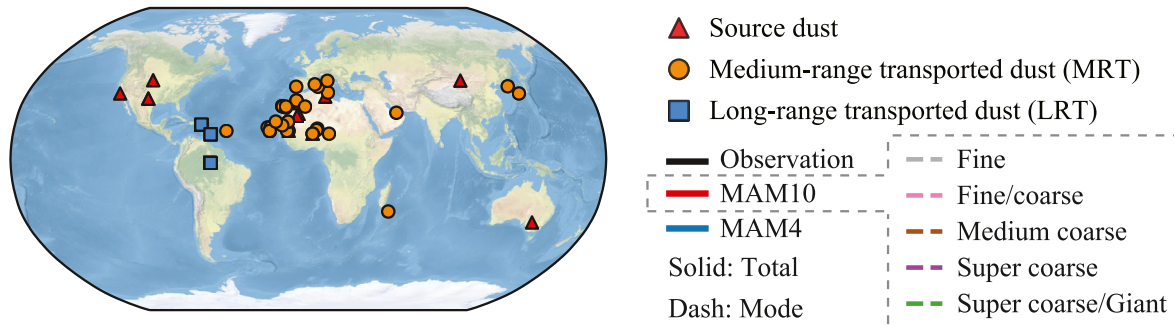 Source dust
Medium-range transported dust (MRT)
Long-range transported dust (LRT)
Observation
MAM10
MAM4
Solid: Total
Dash: Mode
Fine
Fine/coarse
Medium coarse
Super coarse
Super coarse/Giant